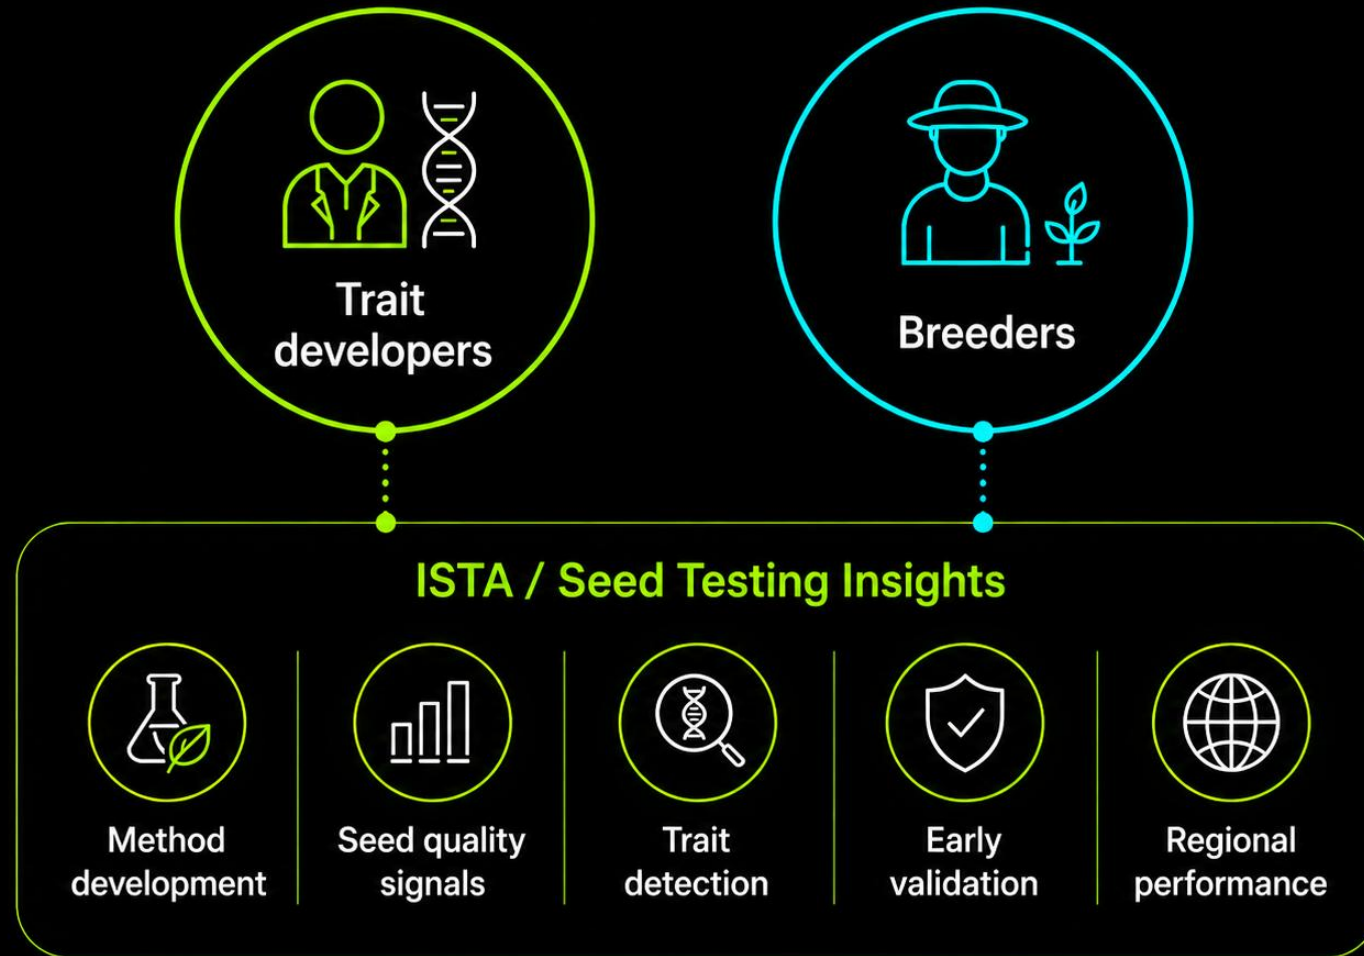 Trait
developers
Breeders
ISTA / Seed Testing Insights
Method
development
Seed quality
signals
Trait
detection
Early
validation
Regional
performance